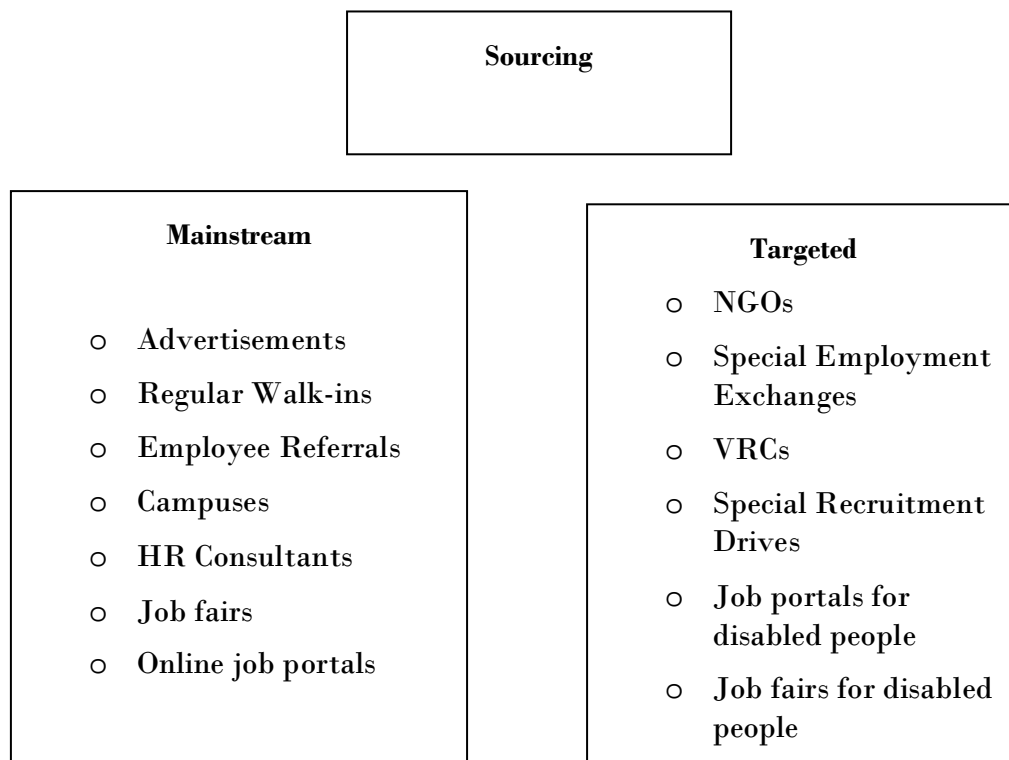 Sourcing
Mainstream
o Advertisements
o Regular Walk-ins
o Employee Referrals
o Campuses
o HR Consultants
o Job fairs
o Online job portals
Targeted
o NGOs
o Special Employment
Exchanges
o VRCs
o Special Recruitment
Drives
o Job portals for
disabled people
o Job fairs for disabled
people